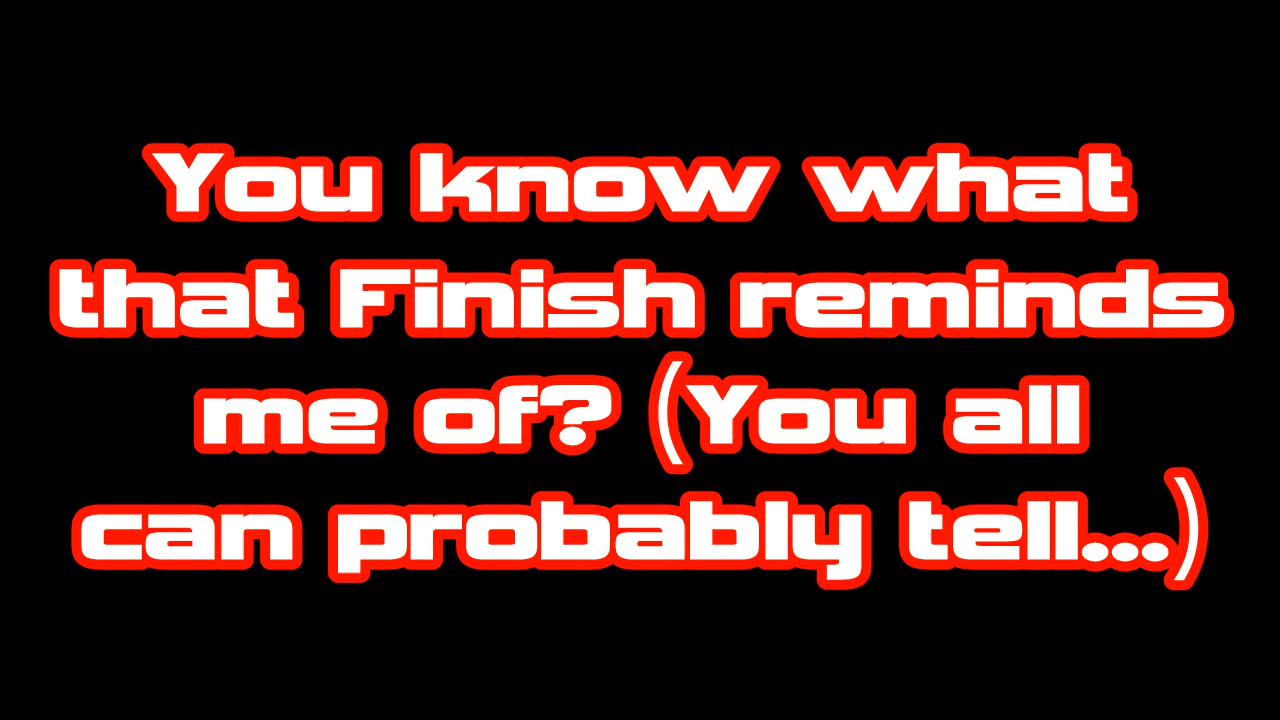 You know what
that Finish reminds
me of? (You all
can probably tell...)